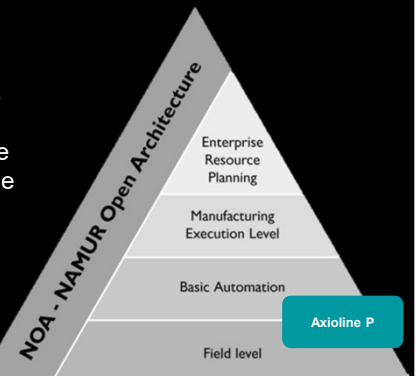 e
e
NOA - NAMUR Open Architecture
Enterprise
Resource
Planning
Manufacturing
Execution Level
Basic Automation
Axioline P
Field level